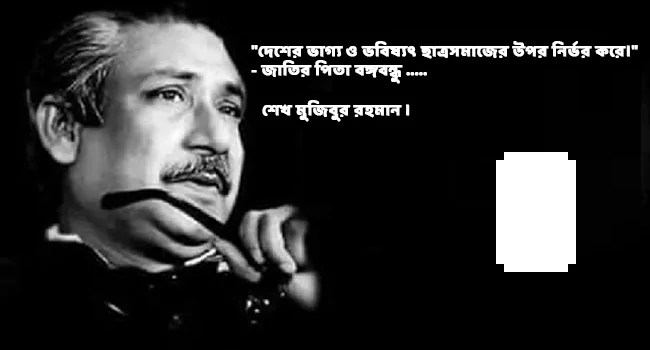 "দেশের ভাগ্য ও ভবিষ্যৎ ছাত্রসমাজের উপর নির্ভর করে।"
- জাতির পিতা বঙ্গবন্ধু .....
শেখ মুজিবুর রহমান।